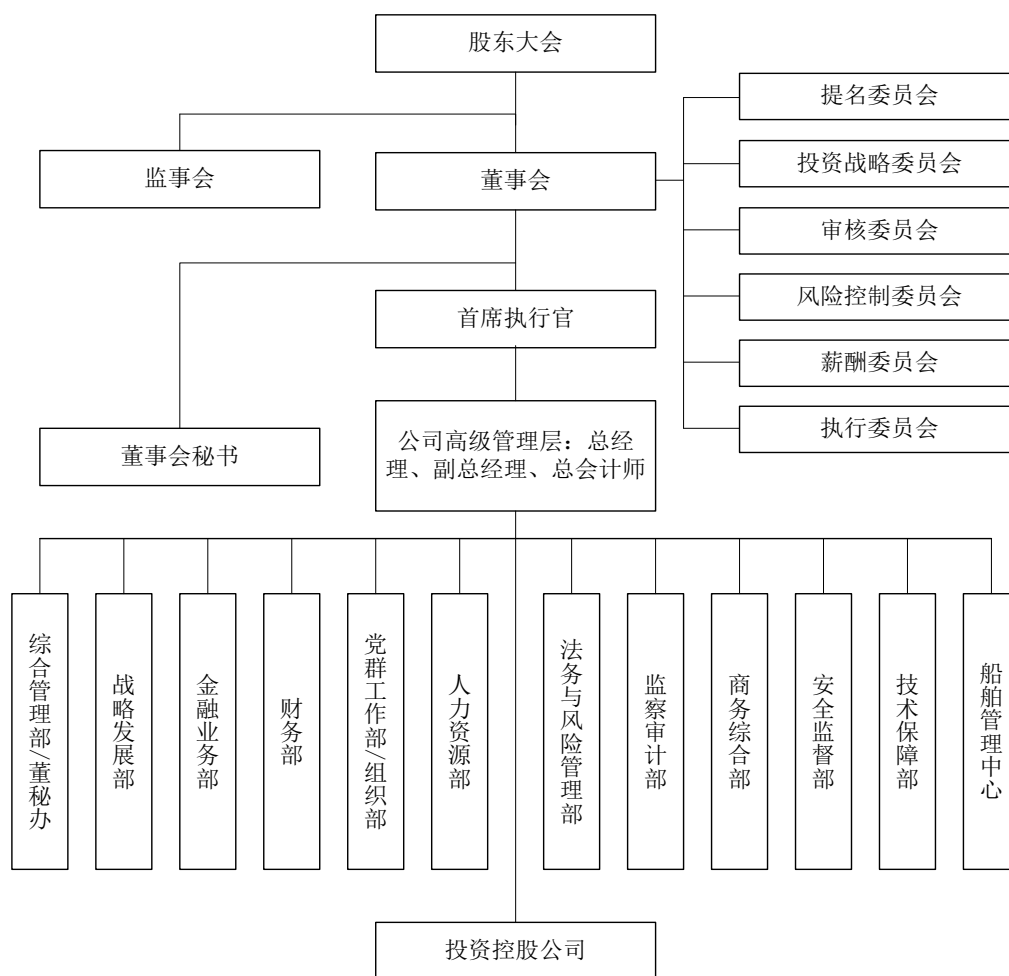 股东大会
提名委员会
监事会
董事会
投资战略委员会
审核委员会
首席执行官
风险控制委员会
薪酬委员会
董事会秘书
公司高级管理层：总经
理、副总经理、总会计师
执行委员会
综合管理部/董秘办
战略发展部
金融业务部
财务部
党群工作部/组织部
人力资源部
法务与风险管理部
监察审计部
商务综合部
安全监督部
技术保障部
船舶管理中心
投资控股公司